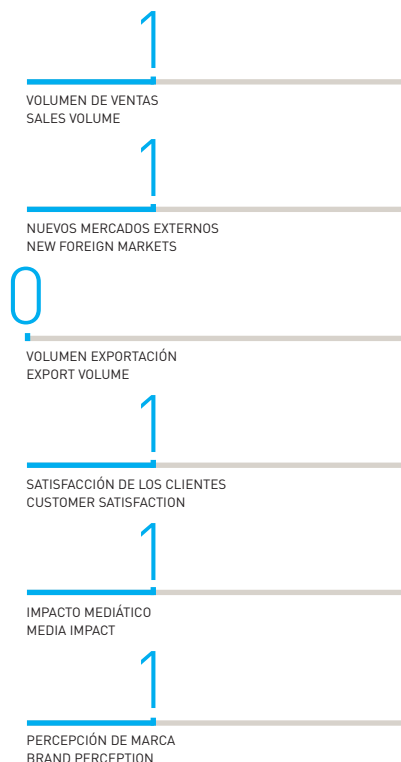 1
VOLUMEN DE VENTAS
SALES VOLUME
1
NUEVOS MERCADOS EXTERNOS
NEW FOREIGN MARKETS
0
VOLUMEN EXPORTACIÓN
EXPORT VOLUME
1
SATISFACCIÓN DE LOS CLIENTES
CUSTOMER SATISFACTION
1
IMPACTO MEDIÁTICO
MEDIA IMPACT
1
PERCEPCIÓN DE MARCA
BRAND PERCEPTION